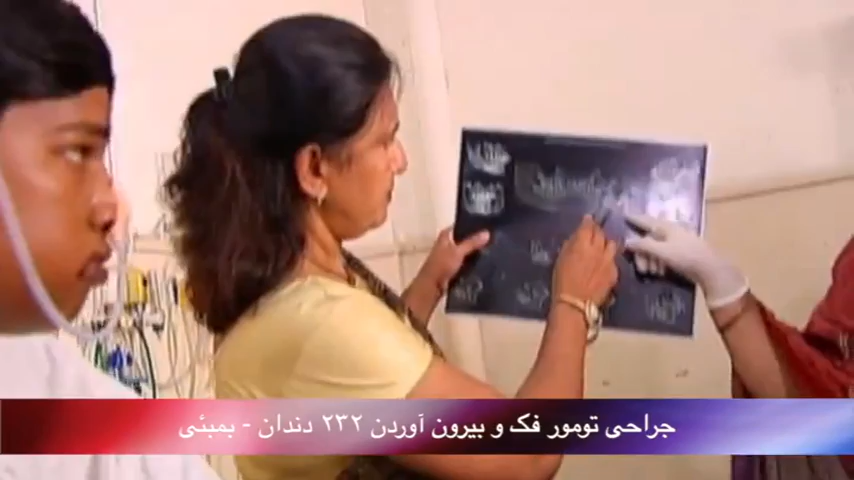 جراحی تومور فک و بیرون آوردن ۲۳۲ دندان - بمبئی